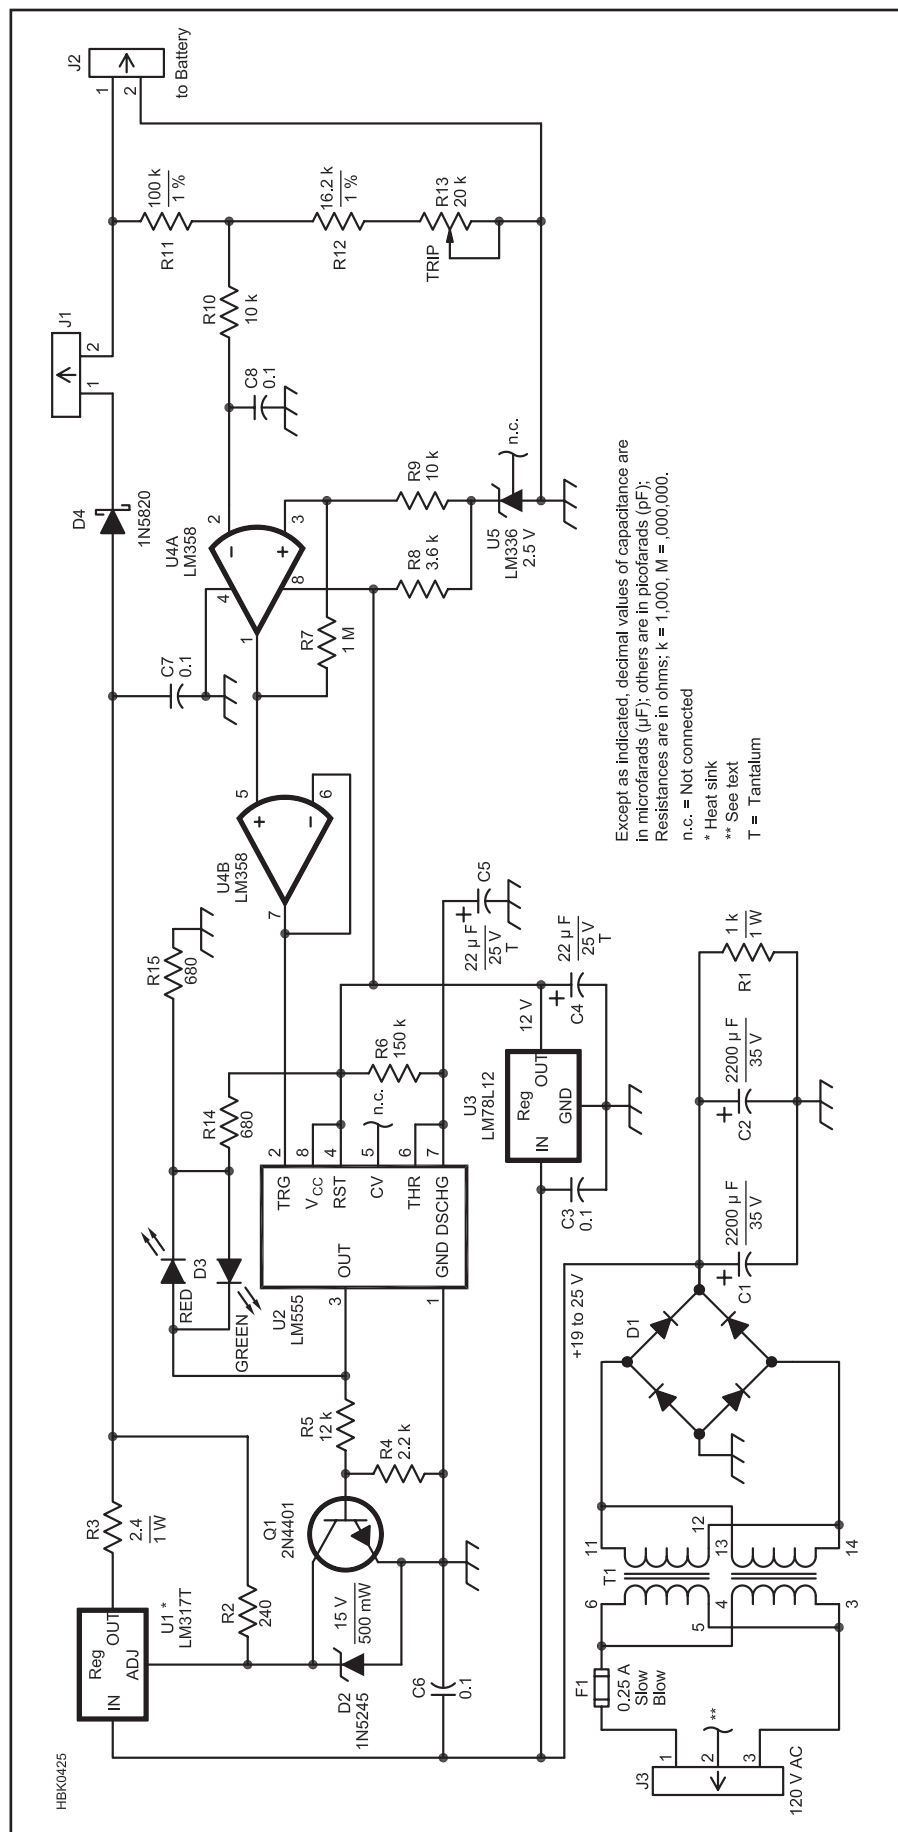 HBK0425
Reg
IN
OUT
ADJ
U1 *
LM317T
R3
2.4
1 W
R2
240
D4
1N5820
J1
1
2
J2
1
2
to Battery
C7
0.1
U4A
LM358
2
3
4
8
1
R10
10 k
C8
0.1
R11
100 k
1 %
R12
16.2 k
1 %
R13
20 k
TRIP
R7
1 M
R8
3.6 k
R9
10 k
U5
LM336
2.5 V
n.c.
U4B
LM358
5
6
7
R15
680
R14
680
RED
D3
GREEN
U2
LM555
TRG
VCC
RST
CV
THR
GND DSCHG
OUT
2
8
4
5
6
7
3
1
n.c.
R6
150 k
C5
22 µF
25 V
T
U3
LM78L12
Reg
IN
OUT
GND
12 V
C4
22 µF
25 V
T
C3
0.1
R5
12 k
R4
2.2 k
Q1
2N4401
15 V
500 mW
D2
1N5245
C6
0.1
+19 to 25 V
D1
C1
2200 µF
35 V
C2
2200 µF
35 V
R1
1 k
1 W
T1
6
5
4
3
11
12
13
14
F1
0.25 A
Slow
Blow
J3
1
2
3
**
120 V AC
Except as indicated, decimal values of capacitance are
in microfarads (µF); others are in picofarads (pF);
Resistances are in ohms; k = 1,000, M = ,000,000.
n.c. = Not connected
* Heat sink
** See text
T = Tantalum